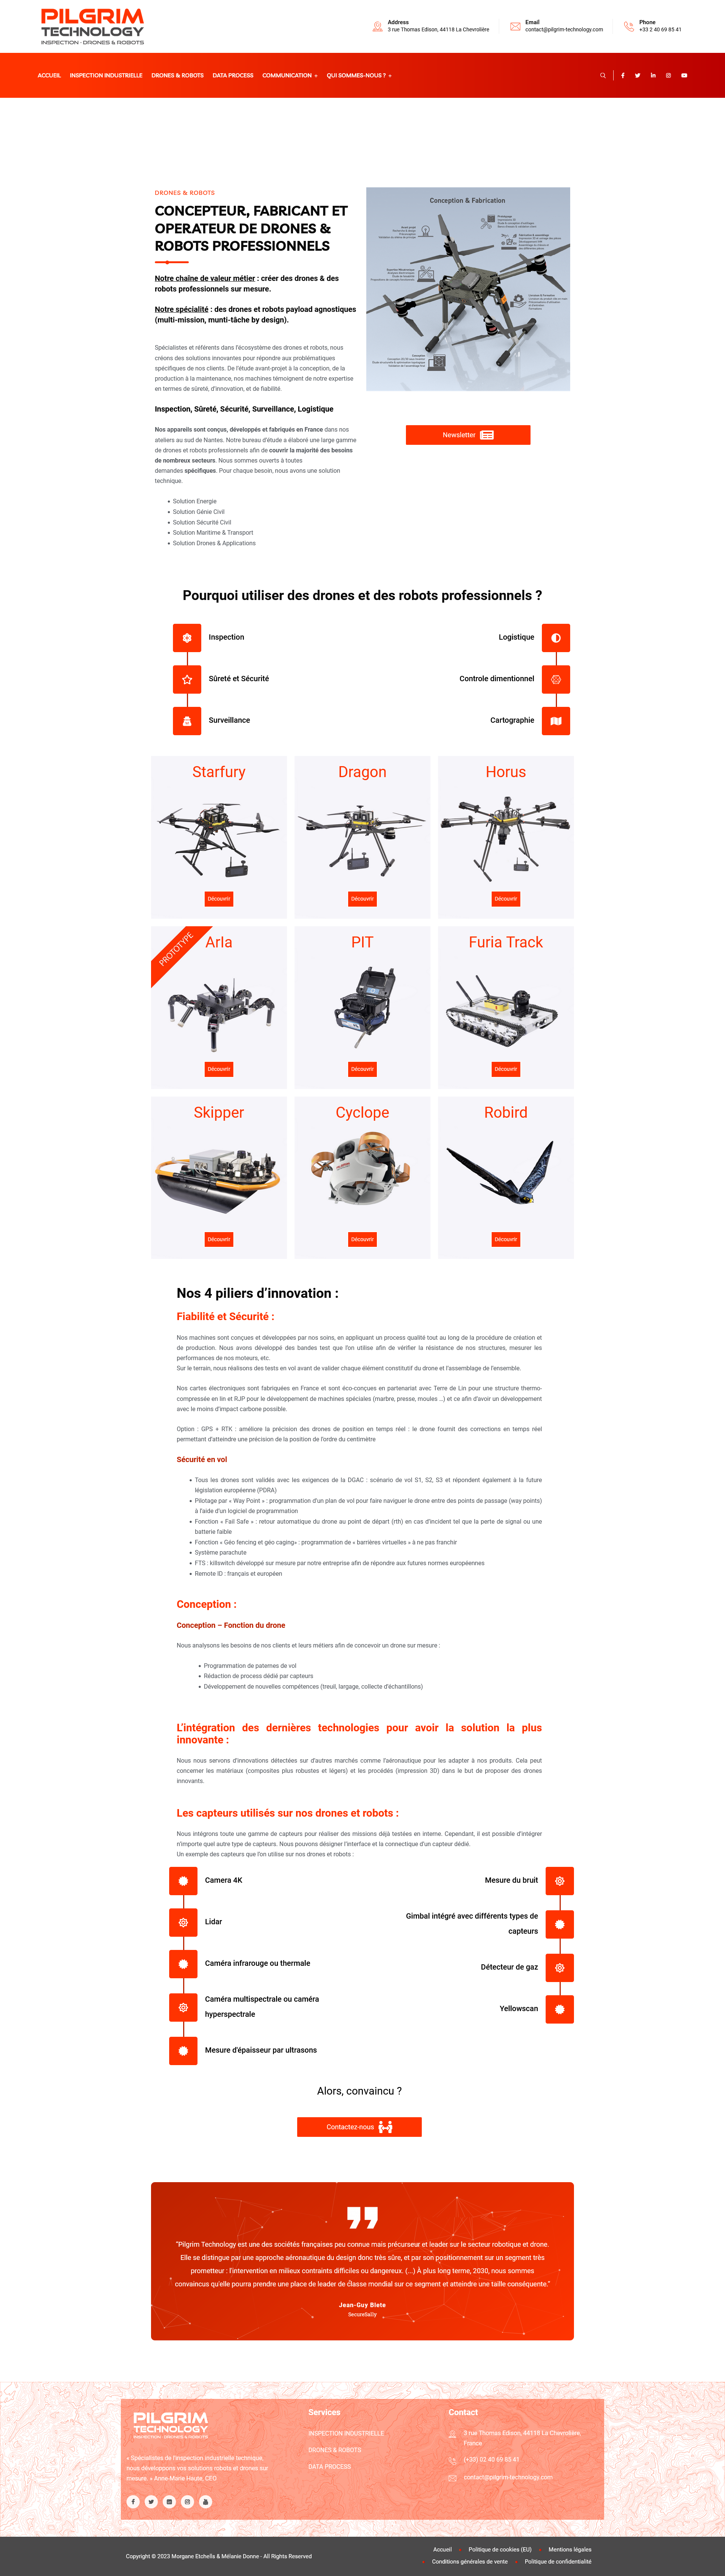 PILGRIM
TECHNOLOGY
INSPECTION - DRONES & ROBOTS
Address
3 rue Thomas Edison, 44118 La Chevrolière
Email
contact@pilgrim-technology.com
Phone
+33 2 40 69 85 41
ACCUEIL
INSPECTION INDUSTRIELLE
DRONES & ROBOTS
DATA PROCESS
COMMUNICATION +
QUI SOMMES-NOUS ? +
DRONES & ROBOTS
CONCEPTEUR, FABRICANT ET
OPERATEUR DE DRONES &
ROBOTS PROFESSIONNELS
Notre chaîne de valeur métier : créer des drones & des
robots professionnels sur mesure.
Notre spécialité : des drones et robots payload agnostiques
(multi-mission, munti-tâche by design).
Spécialistes et référents dans l'écosystème des drones et robots, nous
créons des solutions innovantes pour répondre aux problématiques
spécifiques de nos clients. De l'étude avant-projet à la conception, de la
production à la maintenance, nos machines témoignent de notre expertise
en termes de sûreté, d'innovation, et de fiabilité.
Inspection, Sûreté, Sécurité, Surveillance, Logistique
Nos appareils sont conçus, développés et fabriqués en France dans nos
ateliers au sud de Nantes. Notre bureau d'étude a élaboré une large gamme
de drones et robots professionnels afin de couvrir la majorité des besoins
de nombreux secteurs. Nous sommes ouverts à toutes
demandes spécifiques. Pour chaque besoin, nous avons une solution
technique.
Solution Energie
Solution Génie Civil
Solution Sécurité Civil
Solution Maritime & Transport
Solution Drones & Applications
Conception & Fabrication
Newsletter
Pourquoi utiliser des drones et des robots professionnels ?
Inspection
Sûreté et Sécurité
Surveillance
Logistique
Controle dimentionnel
Cartographie
Starfury
Découvrir
Dragon
Découvrir
Horus
Découvrir
PROTOTYPE
Arla
Découvrir
PIT
Découvrir
Furia Track
Découvrir
Skipper
Découvrir
Cyclope
Découvrir
Robird
Découvrir
Nos 4 piliers d'innovation :
Fiabilité et Sécurité :
Nos machines sont conçues et développées par nos soins, en appliquant un process qualité tout au long de la procédure de création et
de production. Nous avons développé des bandes test que l'on utilise afin de vérifier la résistance de nos structures, mesurer les
performances de nos moteurs, etc.
Sur le terrain, nous réalisons des tests en vol avant de valider chaque élément constitutif du drone et l'assemblage de l'ensemble.
Nos cartes électroniques sont fabriquées en France et sont éco-conçues en partenariat avec Terre de Lin pour une structure thermo-
compressée en lin et RJP pour le développement de machines spéciales (marbre, presse, moules …) et ce afin d'avoir un développement
avec le moins d'impact carbone possible.
Option : GPS + RTK : améliore la précision des drones de position en temps réel : le drone fournit des corrections en temps réel
permettant d'atteindre une précision de la position de l'ordre du centimètre
Sécurité en vol
Tous les drones sont validés avec les exigences de la DGAC : scénario de vol S1, S2, S3 et répondent également à la future
législation européenne (PDRA)
Pilotage par « Way Point » : programmation d'un plan de vol pour faire naviguer le drone entre des points de passage (way points)
à l'aide d'un logiciel de programmation
Fonction « Fail Safe » : retour automatique du drone au point de départ (rth) en cas d'incident tel que la perte de signal ou une
batterie faible
Fonction « Géo fencing et géo caging» : programmation de « barrières virtuelles » à ne pas franchir
Système parachute
FTS : killswitch développé sur mesure par notre entreprise afin de répondre aux futures normes européennes
Remote ID : français et européen
Conception :
Conception – Fonction du drone
Nous analysons les besoins de nos clients et leurs métiers afin de concevoir un drone sur mesure :
Programmation de paternes de vol
Rédaction de process dédié par capteurs
Développement de nouvelles compétences (treuil, largage, collecte d'échantillons)
L'intégration des dernières technologies pour avoir la solution la plus
innovante :
Nous nous servons d'innovations détectées sur d'autres marchés comme l'aéronautique pour les adapter à nos produits. Cela peut
concerner les matériaux (composites plus robustes et légers) et les procédés (impression 3D) dans le but de proposer des drones
innovants.
Les capteurs utilisés sur nos drones et robots :
Nous intégrons toute une gamme de capteurs pour réaliser des missions déjà testées en interne. Cependant, il est possible d'intégrer
n'importe quel autre type de capteurs. Nous pouvons désigner l'interface et la connectique d'un capteur dédié.
Un exemple des capteurs que l'on utilise sur nos drones et robots :
Camera 4K
Lidar
Caméra infrarouge ou thermale
Caméra multispectrale ou caméra
hyperspectrale
Mesure d'épaisseur par ultrasons
Mesure du bruit
Gimbal intégré avec différents types de
capteurs
Détecteur de gaz
Yellowscan
Alors, convaincu ?
Contactez-nous
"Pilgrim Technology est une des sociétés françaises peu connue mais précurseur et leader sur le secteur robotique et drone.
Elle se distingue par une approche aéronautique du design donc très sûre, et par son positionnement sur un segment très
prometteur : l'intervention en milieux contraints difficiles ou dangereux. (...) À plus long terme, 2030, nous sommes
convaincus qu'elle pourra prendre une place de leader de classe mondial sur ce segment et atteindre une taille conséquente."
Jean-Guy Blete
SecureSally
PILGRIM
TECHNOLOGY
INSPECTION - DRONES & ROBOTS
« Spécialistes de l'inspection industrielle technique,
nous développons vos solutions robots et drones sur
mesure. » Anne-Marie Haute, CEO
Services
INSPECTION INDUSTRIELLE
DRONES & ROBOTS
DATA PROCESS
Contact
3 rue Thomas Edison, 44118 La Chevrolière,
France
(+33) 02 40 69 85 41
contact@pilgrim-technology.com
Copyright © 2023 Morgane Etchells & Mélanie Donne - All Rights Reserved
Accueil
Politique de cookies (EU)
Mentions légales
Conditions générales de vente
Politique de confidentialité